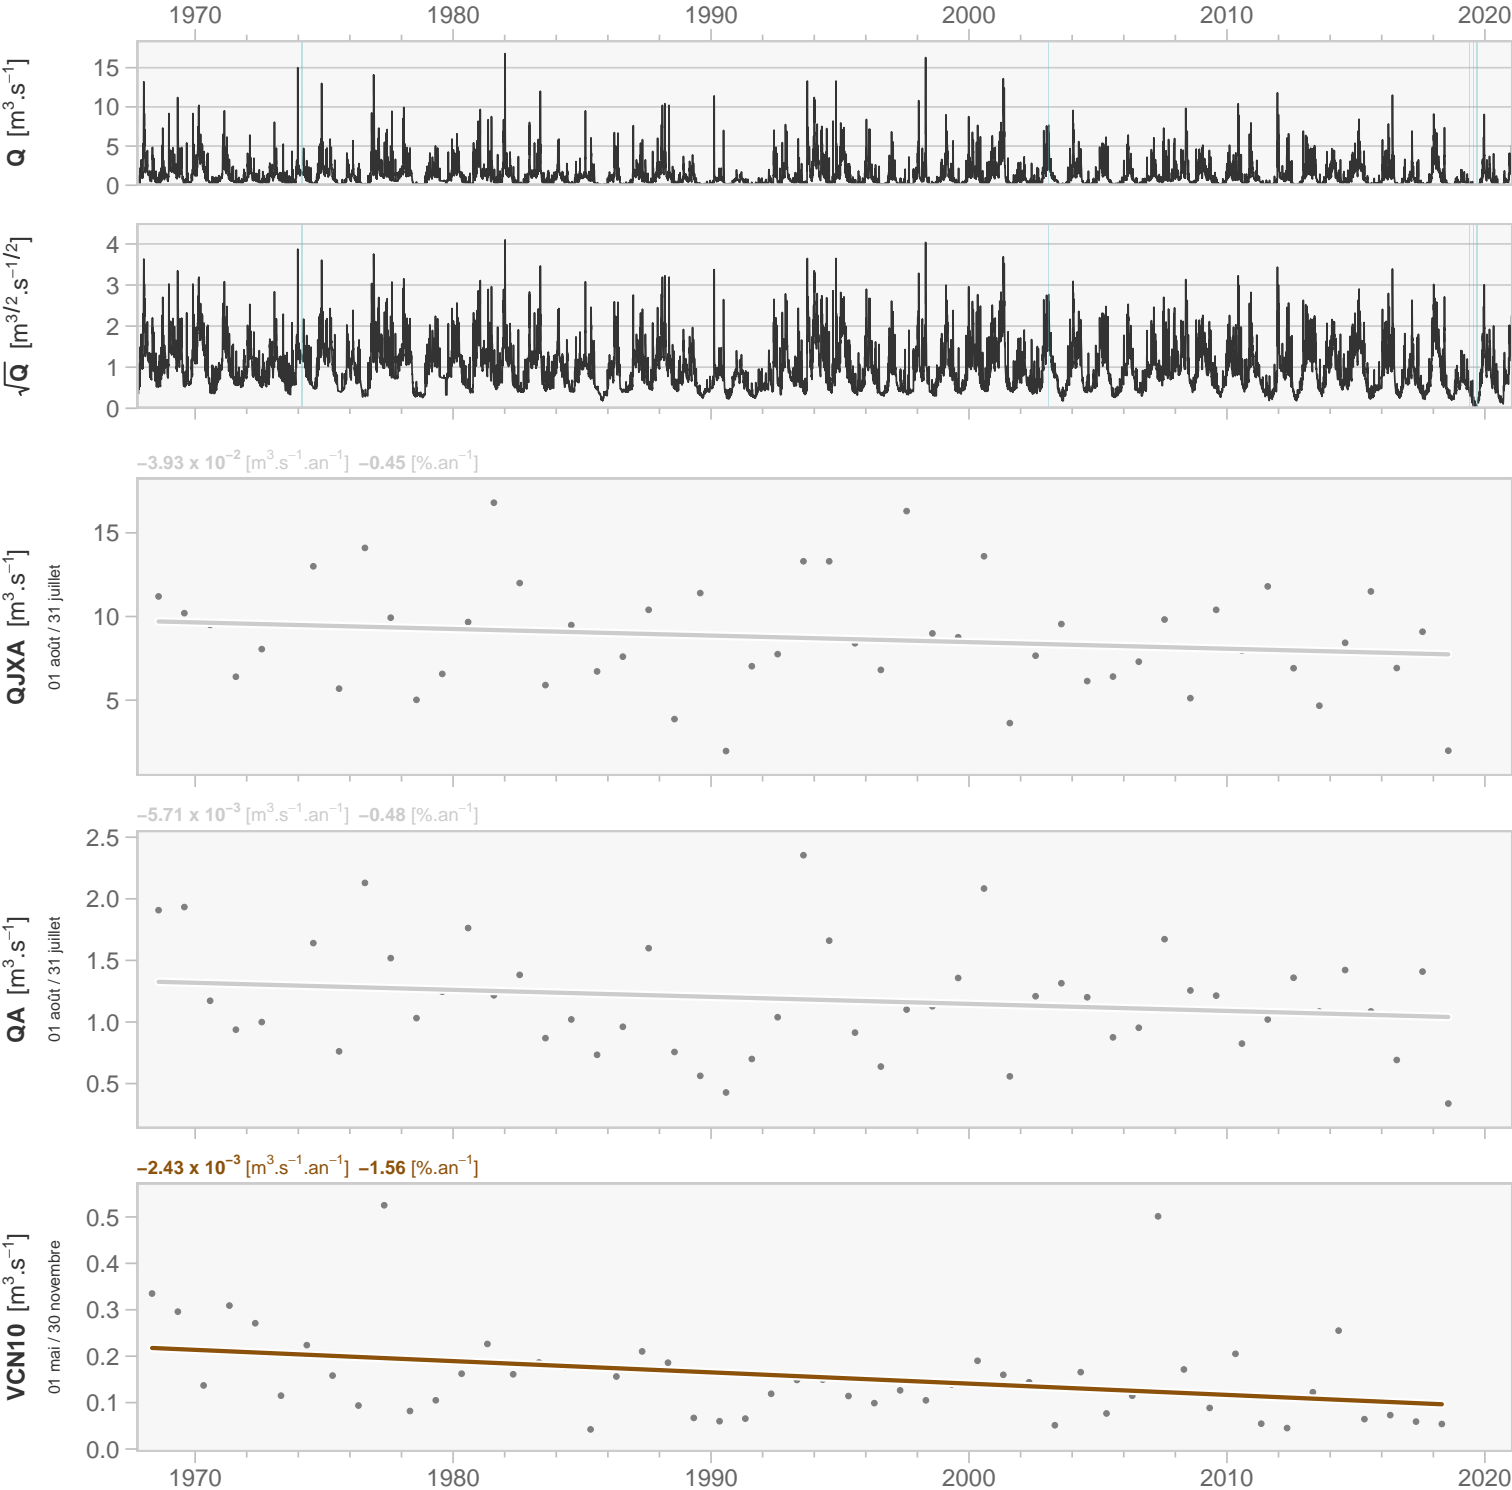 1970 1980 1990 2000 2010 2020
Q [m³.s⁻¹]
15
10
5
0
√Q [m³ᐟ².s⁻¹ᐟ²]
4
3
2
1
0
−3.93 x 10⁻² [m³.s⁻¹.an⁻¹] −0.45 [%.an⁻¹]
QJXA [m³.s⁻¹]
01 août / 31 juillet
15
10
5
−5.71 x 10⁻³ [m³.s⁻¹.an⁻¹] −0.48 [%.an⁻¹]
QA [m³.s⁻¹]
01 août / 31 juillet
2.5
2.0
1.5
1.0
0.5
−2.43 x 10⁻³ [m³.s⁻¹.an⁻¹] −1.56 [%.an⁻¹]
VCN10 [m³.s⁻¹]
01 mai / 30 novembre
0.5
0.4
0.3
0.2
0.1
0.0
1970 1980 1990 2000 2010 2020